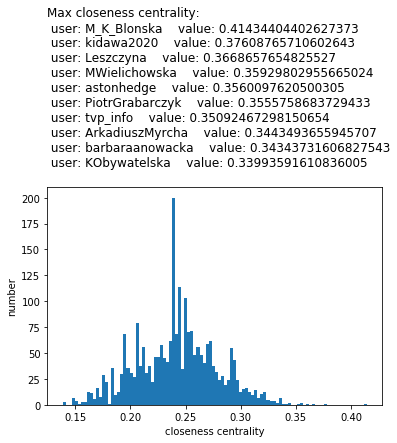 Max closeness centrality:
user: M_K_Blonska value: 0.41434404402627373
user: kidawa2020 value: 0.37608765710602643
user: Leszczyna value: 0.3668657654825527
user: MWielichowska value: 0.35929802955665024
user: astonhedge value: 0.3560097620500305
user: PiotrGrabarczyk value: 0.3555758683729433
user: tvp_info value: 0.35092467298150654
user: ArkadiuszMyrcha value: 0.3443493655945707
user: barbaraanowacka value: 0.34343731606827543
user: KObywatelska value: 0.33993591610836005
200
175
150
125
100
75
50
25
0
number
0.15 0.20 0.25 0.30 0.35 0.40
closeness centrality